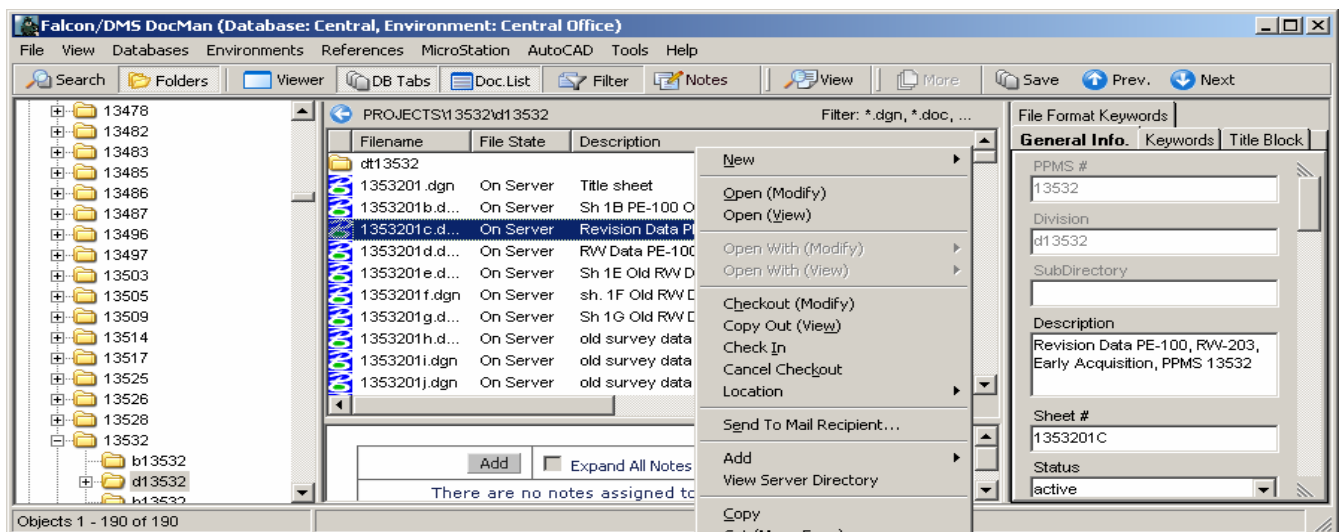 Falcon/DMS DocMan (Database: Central, Environment: Central Office)
File View Databases Environments References MicroStation AutoCAD Tools Help
Search Folders Viewer DB Tabs Doc.List Filter Notes View More Save Prev. Next
13478
13482
13483
13485
13486
13487
13496
13497
13503
13505
13509
13514
13517
13525
13526
13528
13532
b13532
d13532
h13532
PROJECTS\13532\d13532 Filter: *.dgn, *.doc, ...
Filename File State Description
dt13532
1353201.dgn On Server Title sheet
1353201b.d... On Server Sh 1B PE-100 O
1353201c.d... On Server Revision Data P
1353201d.d... On Server RW Data PE-100
1353201e.d... On Server Sh 1E Old RW D
1353201f.dgn On Server sh. 1F Old RW D
1353201g.d... On Server Sh 1G Old RW D
1353201h.d... On Server old survey data
1353201i.dgn On Server old survey data
1353201j.dgn On Server old survey data
Add Expand All Notes
There are no notes assigned to
New
Open (Modify)
Open (View)
Open With (Modify)
Open With (View)
Checkout (Modify)
Copy Out (View)
Check In
Cancel Checkout
Location
Send To Mail Recipient...
Add
View Server Directory
Copy
File Format Keywords
General Info. Keywords Title Block
PPMS #
13532
Division
d13532
SubDirectory
Description
Revision Data PE-100, RW-203,
Early Acquisition, PPMS 13532
Sheet #
1353201C
Status
active
Objects 1 - 190 of 190